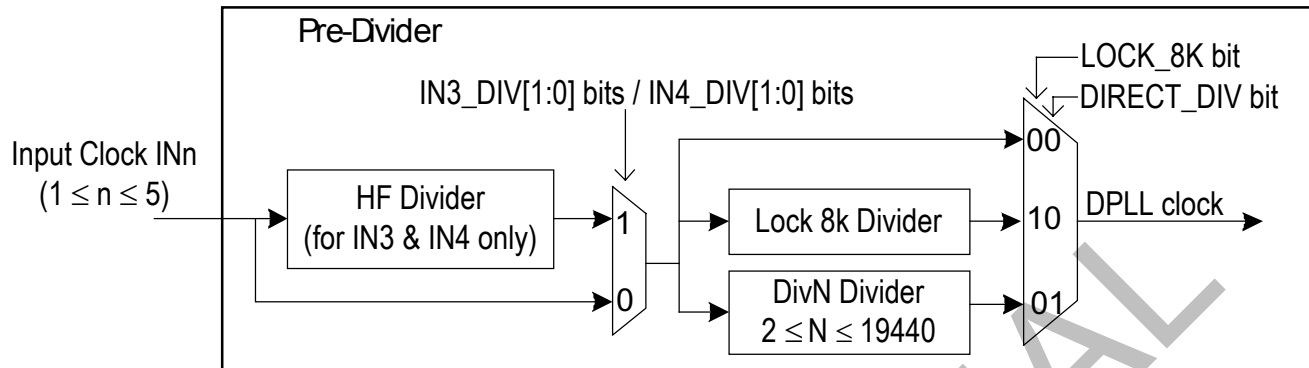 Pre-Divider
LOCK_8K bit
DIRECT_DIV bit
IN3_DIV[1:0] bits / IN4_DIV[1:0] bits
Input Clock INn
(1 ≤ n ≤ 5)
HF Divider
(for IN3 & IN4 only)
1
0
Lock 8k Divider
DivN Divider
2 ≤ N ≤ 19440
00
10
01
DPLL clock